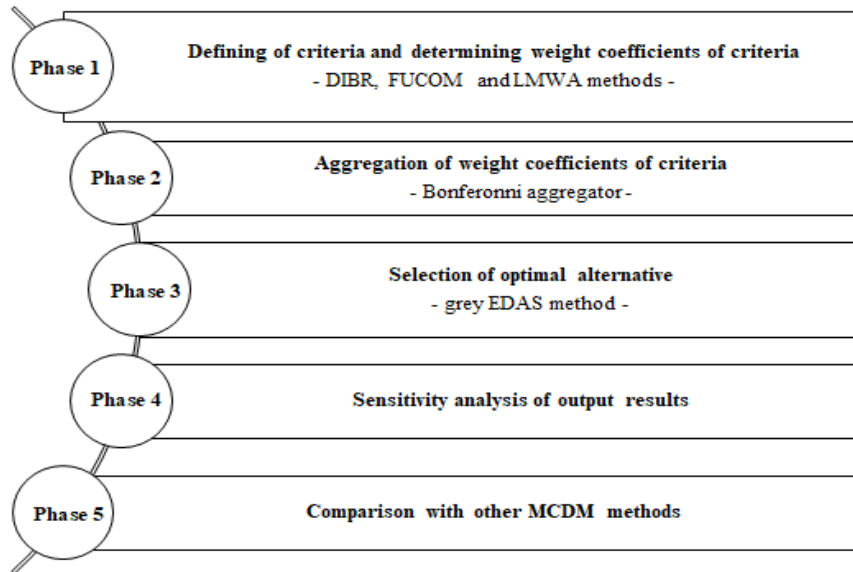 Phase 1
Defining of criteria and determining weight coefficients of criteria
- DIBR, FUCOM and LMWA methods -
Phase 2
Aggregation of weight coefficients of criteria
- Bonferonni aggregator -
Phase 3
Selection of optimal alternative
- grey EDAS method -
Phase 4
Sensitivity analysis of output results
Phase 5
Comparison with other MCDM methods